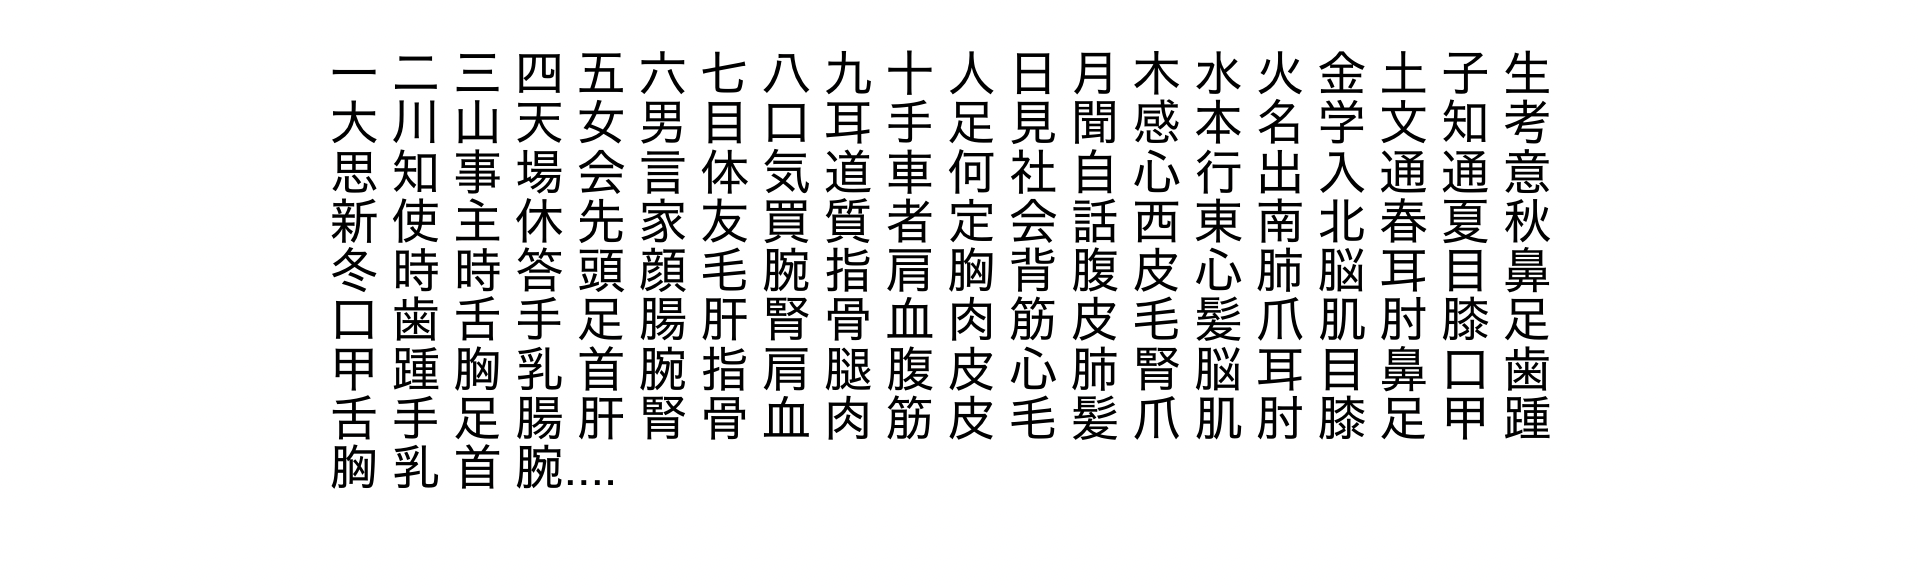 一 二 三 四 五 六 七 八 九 十 人 日 月 木 水 火 金 土 子 生
大 川 山 天 女 男 目 口 耳 手 足 見 聞 感 本 名 学 文 知 考
思 知 事 場 会 言 体 気 道 車 何 社 自 心 行 出 入 通 通 意
新 使 主 休 先 家 友 買 質 者 定 会 話 西 東 南 北 春 夏 秋
冬 時 時 答 頭 顔 毛 腕 指 肩 胸 背 腹 皮 心 肺 脳 耳 目 鼻
口 歯 舌 手 足 腸 肝 腎 骨 血 肉 筋 皮 毛 髪 爪 肌 肘 膝 足
甲 踵 胸 乳 首 腕 指 肩 腿 腹 皮 心 肺 腎 脳 耳 目 鼻 口 歯
舌 手 足 腸 肝 腎 骨 血 肉 筋 皮 毛 髪 爪 肌 肘 膝 足 甲 踵
胸 乳 首 腕....